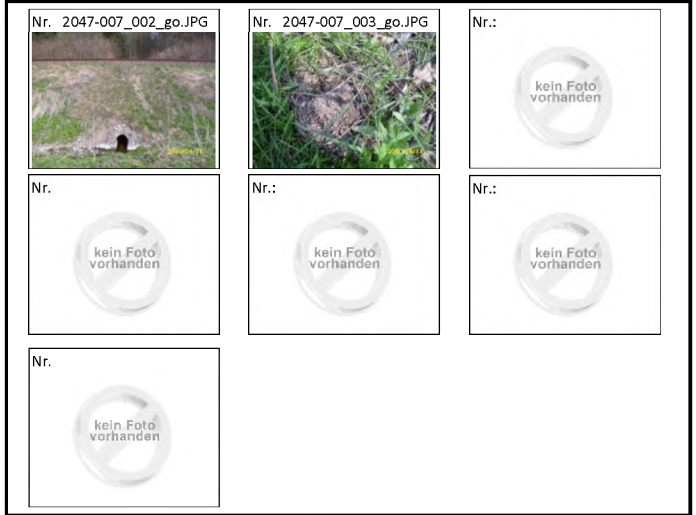 Nr. 2047-007_002_go.JPG
Nr. 2047-007_003_go.JPG
Nr.:
kein Foto
vorhanden
Nr.
kein Foto
vorhanden
Nr.:
kein Foto
vorhanden
Nr.:
kein Foto
vorhanden
Nr.
kein Foto
vorhanden